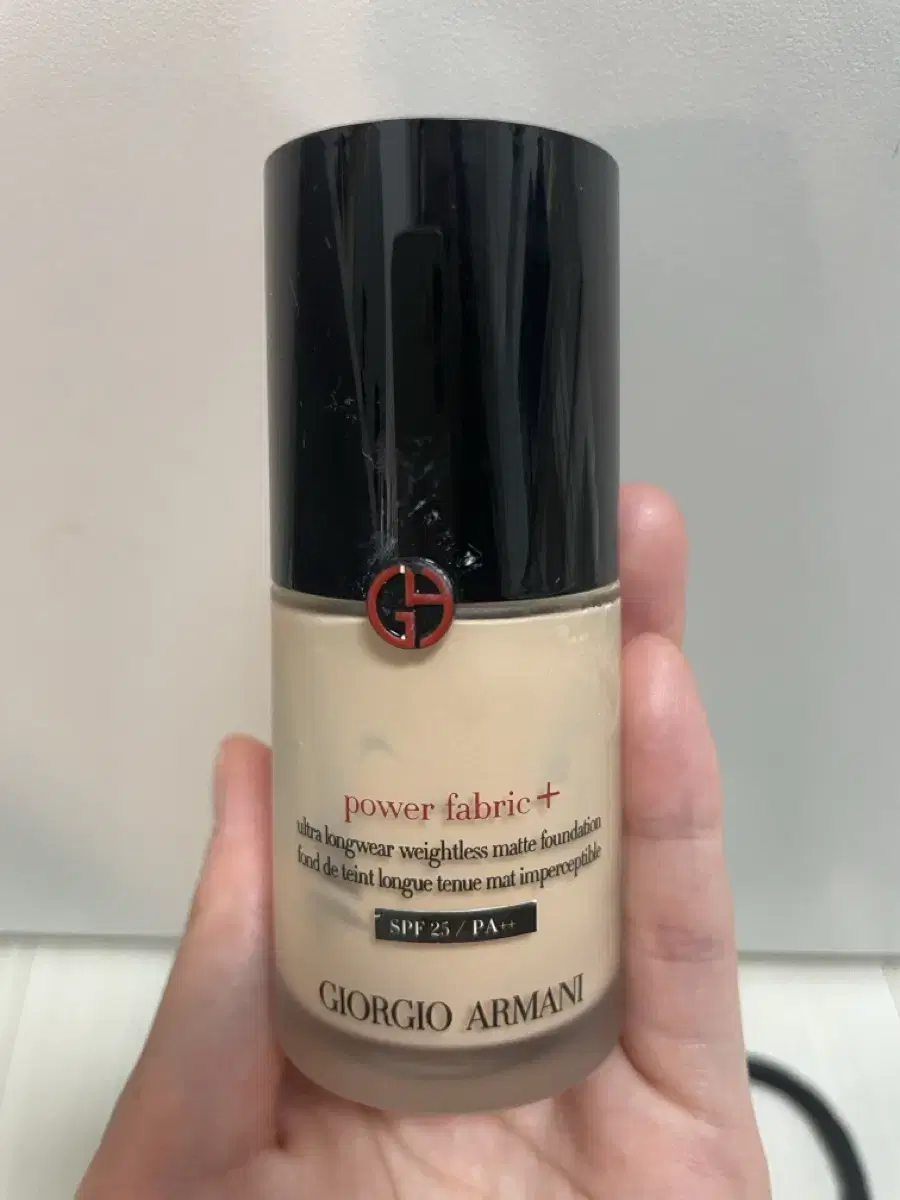 power fabric+
ultra longwear weightless matte foundation
fond de teint longue tenue mat imperceptible
SPF 25 / PA++
GIORGIO ARMANI